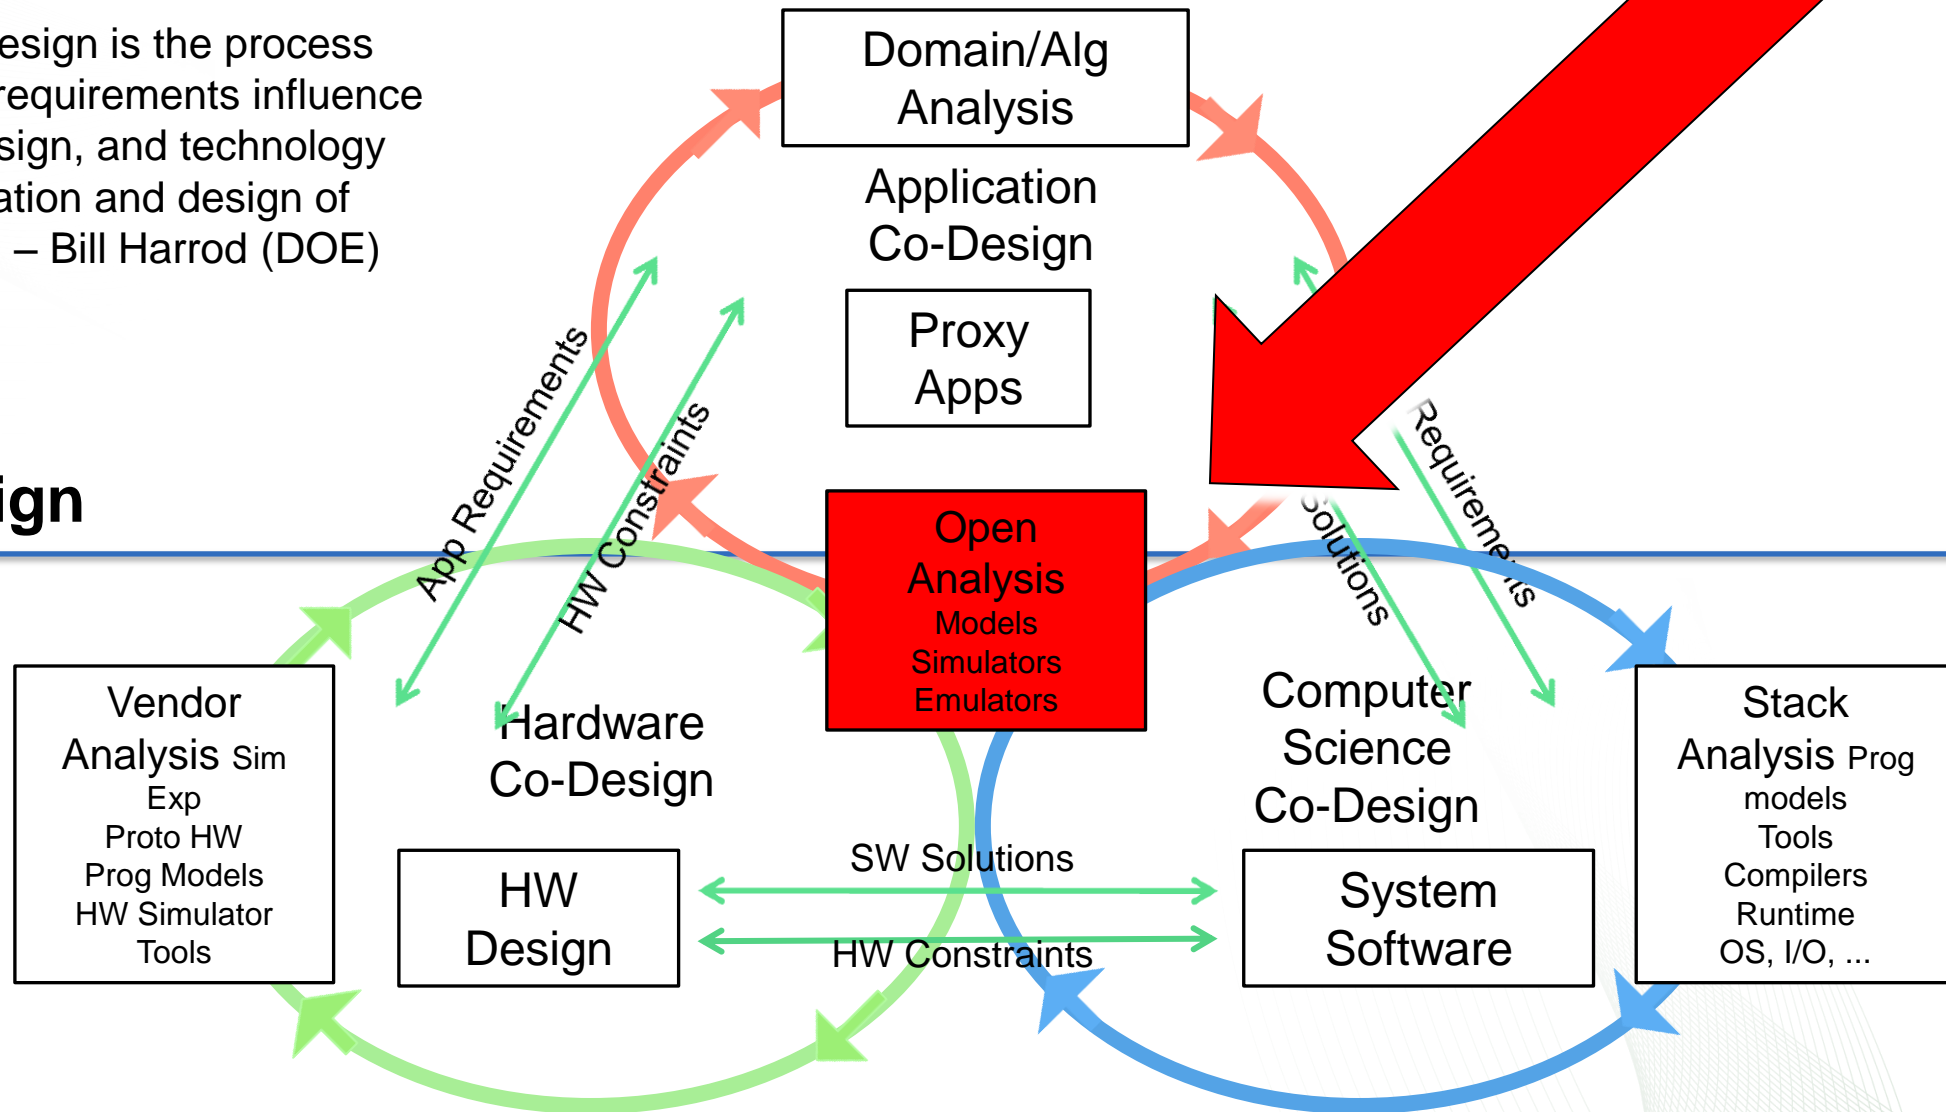 esign is the process
requirements influence
sign, and technology
ation and design of
– Bill Harrod (DOE)
ign
Domain/Alg
Analysis
Application
Co-Design
Proxy
Apps
App Requirements
HW Constraints
Solutions
Requirements
Open
Analysis
Models
Simulators
Emulators
Vendor
Analysis Sim
Exp
Proto HW
Prog Models
HW Simulator
Tools
Hardware
Co-Design
HW
Design
SW Solutions
HW Constraints
Computer
Science
Co-Design
System
Software
Stack
Analysis Prog
models
Tools
Compilers
Runtime
OS, I/O, ...